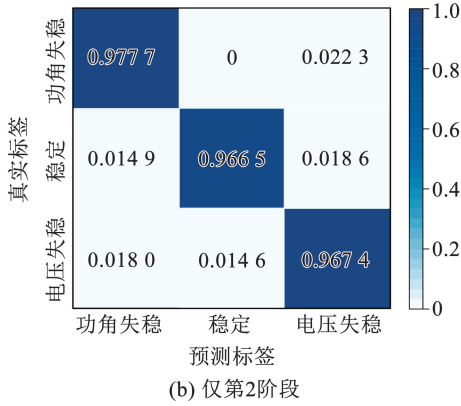 1.0
0.8
0.6
0.4
0.2
0
真实标签
功角失稳
0.977 7 0 0.022 3
稳定
0.014 9 0.966 5 0.018 6
电压失稳
0.018 0 0.014 6 0.967 4
功角失稳 稳定 电压失稳
预测标签
(b) 仅第2阶段